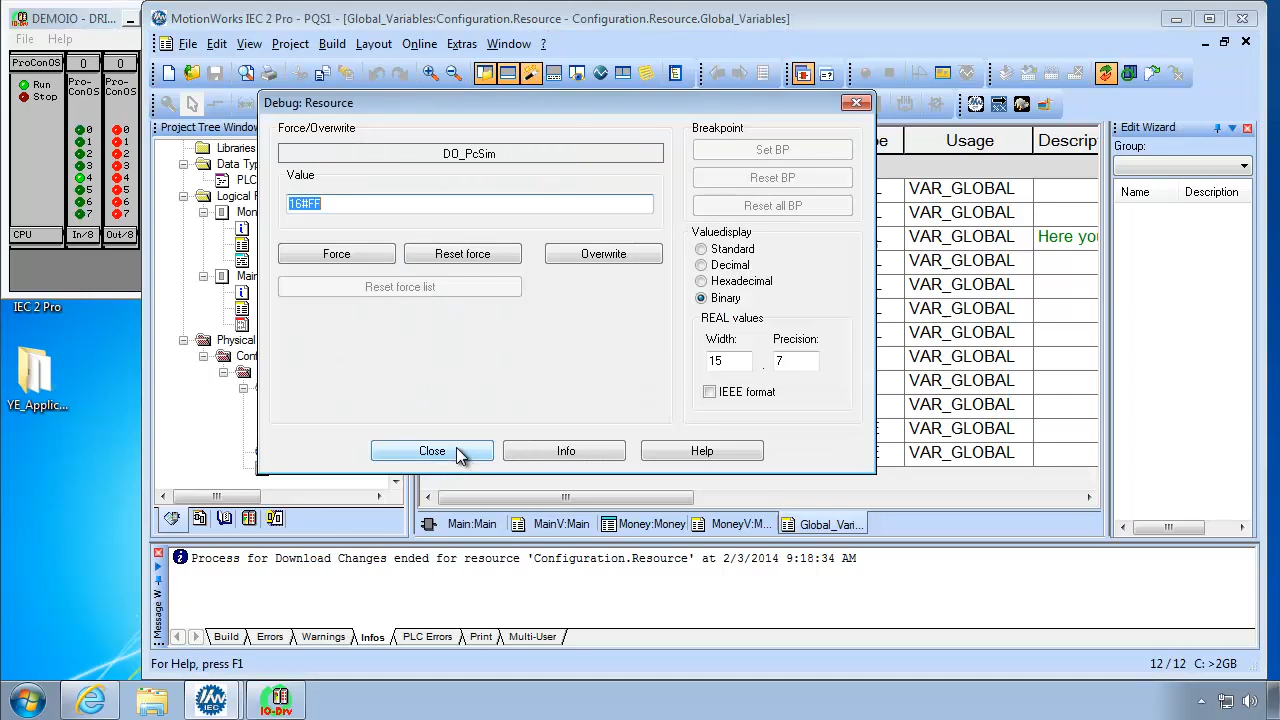 DEMOIO - DRI...
File Help
ProConOS 0 0
Run
Stop
Pro-
ConOS
Pro-
ConOS
0 0
1 1
2 2
3 3
4 4
5 5
6 6
7 7
CPU In/8 Out/8
IEC 2 Pro
YE_Applic...
MotionWorks IEC 2 Pro - PQS1 - [Global_Variables:Configuration.Resource - Configuration.Resource.Global_Variables]
File Edit View Project Build Layout Online Extras Window ?
Project Tree Window
Libraries
Data Typ
PLC
Logical
Mon
Main
Physical
Conf
Debug: Resource
Force/Overwrite
DO_PcSim
Value
16#FF
Force Reset force Overwrite
Reset force list
Breakpoint
Set BP
Reset BP
Reset all BP
Valuedisplay
Standard
Decimal
Hexadecimal
Binary
REAL values
Width: Precision:
15 . 7
IEEE format
Close Info Help
Usage Descript
VAR_GLOBAL
VAR_GLOBAL
VAR_GLOBAL Here you
VAR_GLOBAL
VAR_GLOBAL
VAR_GLOBAL
VAR_GLOBAL
VAR_GLOBAL
VAR_GLOBAL
VAR_GLOBAL
VAR_GLOBAL
VAR_GLOBAL
Edit Wizard
Group:
Name Description
Main:Main MainV:Main Money:Money MoneyV:M... Global_Vari...
Process for Download Changes ended for resource 'Configuration.Resource' at 2/3/2014 9:18:34 AM
Message W
Build Errors Warnings Infos PLC Errors Print Multi-User
For Help, press F1
12 / 12 C: >2GB
IEC
IO-Drv